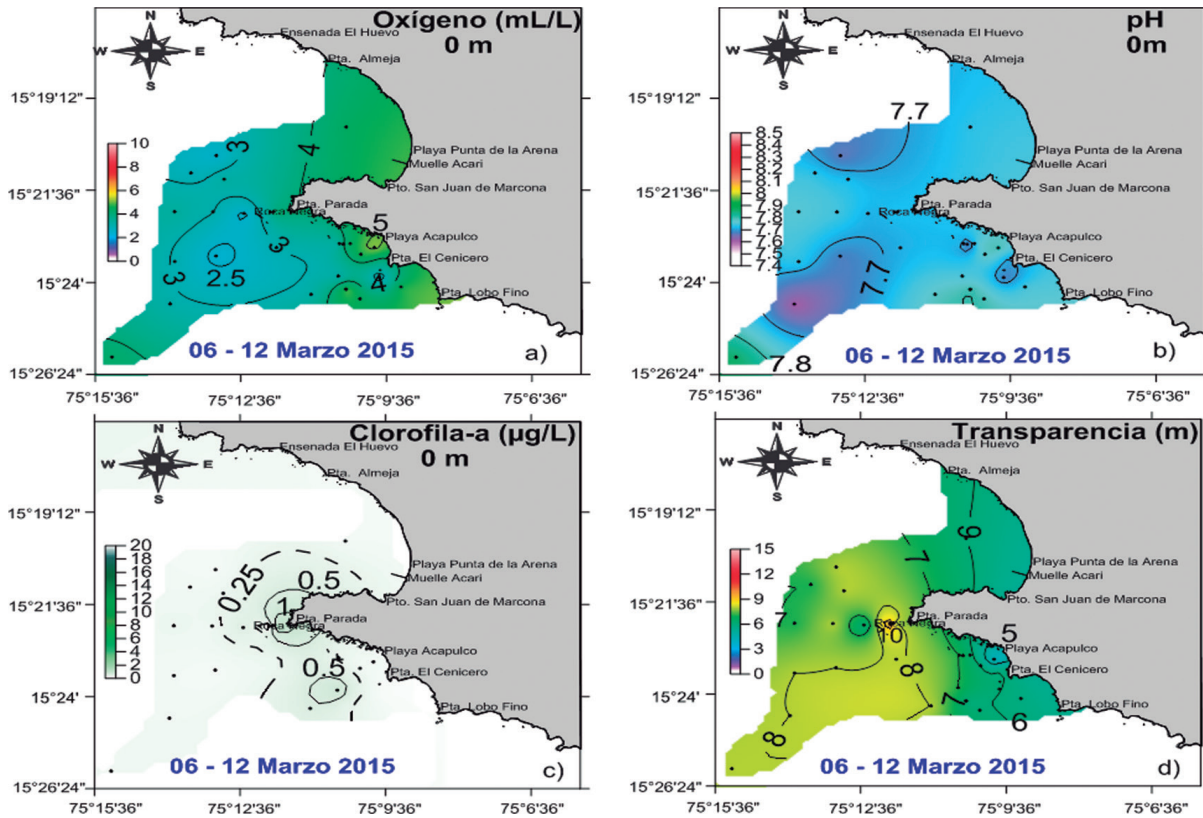 Oxígeno (mL/L)
0 m
N
W
E
S
Ensenada El Huevo
Pta. Almeja
15°19'12"
10
8
6
4
2
0
3
4
Playa Punta de la Arena
Muelle Acari
15°21'36"
Pto. San Juan de Marcona
Pta. Parada
Rosa Negra
5
Playa Acapulco
3
Pta. El Cenicero
15°24'
3
2.5
4
Pta. Lobo Fino
06 - 12 Marzo 2015
a)
15°26'24"
75°15'36"
75°12'36"
75°9'36"
75°6'36"
pH
0m
N
W
E
S
Ensenada El Huevo
Pta. Almeja
15°19'12"
7.7
8.5
8.3
8.2
8.1
7.9
7.8
7.6
7.5
7.4
Playa Punta de la Arena
Muelle Acari
15°21'36"
Pto. San Juan de Marcona
Pta. Parada
Rosa Negra
Playa Acapulco
Pta. El Cenicero
15°24'
7.7
Pta. Lobo Fino
06 - 12 Marzo 2015
7.8
b)
15°26'24"
75°15'36"
75°12'36"
75°9'36"
75°6'36"
Clorofila-a (µg/L)
0 m
N
W
E
S
Ensenada El Huevo
Pta. Almeja
15°19'12"
20
18
16
14
12
10
8
6
4
2
0
0.25
0.5
Playa Punta de la Arena
Muelle Acari
15°21'36"
1
Pto. San Juan de Marcona
Pta. Parada
Rosa Negra
Playa Acapulco
0.5
Pta. El Cenicero
15°24'
Pta. Lobo Fino
06 - 12 Marzo 2015
c)
15°26'24"
75°15'36"
75°12'36"
75°9'36"
75°6'36"
Transparencia (m)
N
W
E
S
Ensenada El Huevo
Pta. Almeja
15°19'12"
6
7
15
12
9
6
3
0
Playa Punta de la Arena
Muelle Acari
15°21'36"
7
Pto. San Juan de Marcona
Pta. Parada
Rosa Negra
10
5
Playa Acapulco
8
Pta. El Cenicero
15°24'
7
6
Pta. Lobo Fino
8
06 - 12 Marzo 2015
d)
15°26'24"
75°15'36"
75°12'36"
75°9'36"
75°6'36"